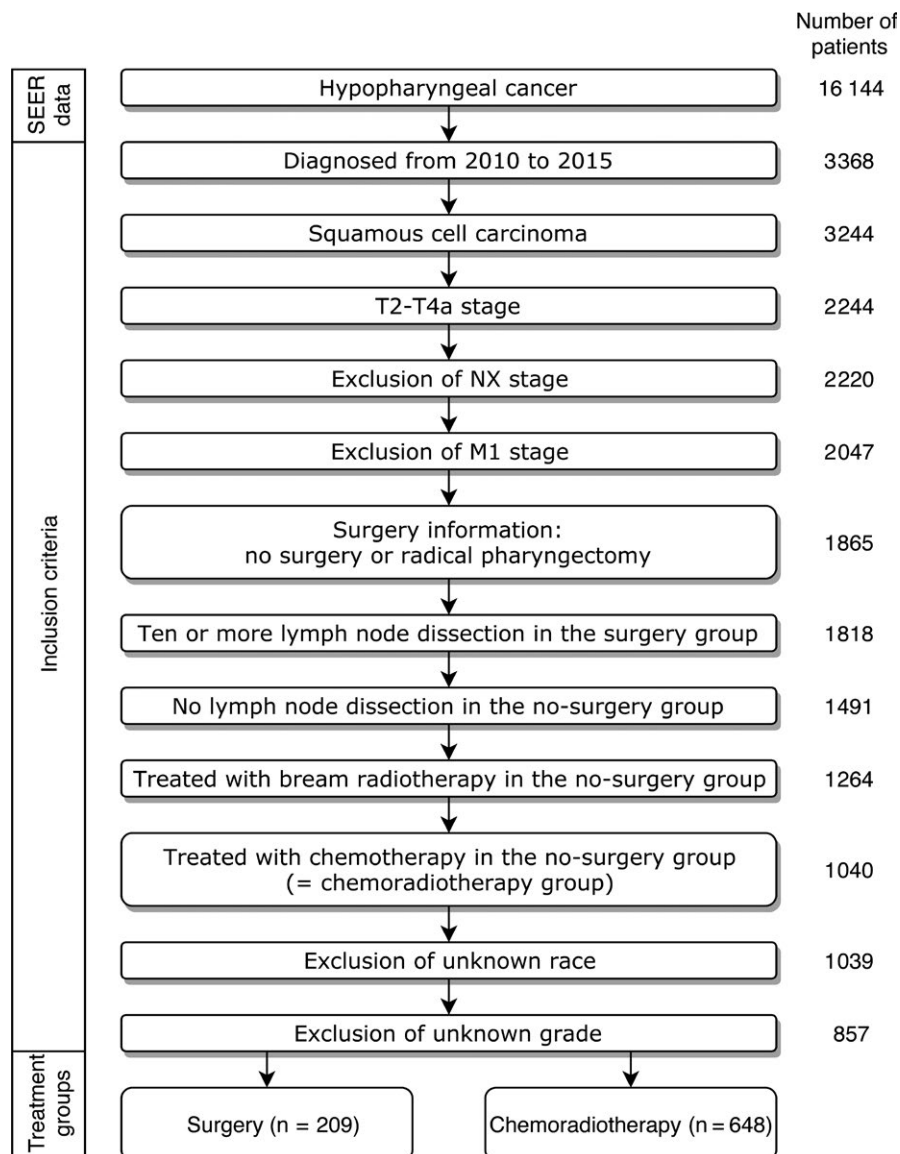 Number of
patients
SEER
data
Hypopharyngeal cancer
16 144
Inclusion criteria
Diagnosed from 2010 to 2015
3368
Squamous cell carcinoma
3244
T2-T4a stage
2244
Exclusion of NX stage
2220
Exclusion of M1 stage
2047
Surgery information:
no surgery or radical pharyngectomy
1865
Ten or more lymph node dissection in the surgery group
1818
No lymph node dissection in the no-surgery group
1491
Treated with bream radiotherapy in the no-surgery group
1264
Treated with chemotherapy in the no-surgery group
(= chemoradiotherapy group)
1040
Exclusion of unknown race
1039
Exclusion of unknown grade
857
Treatment
groups
Surgery (n = 209)
Chemoradiotherapy (n = 648)